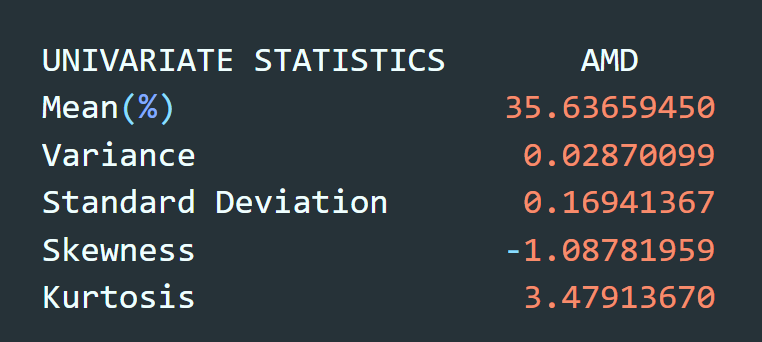 UNIVARIATE STATISTICS AMD
Mean(%) 35.63659450
Variance 0.02870099
Standard Deviation 0.16941367
Skewness -1.08781959
Kurtosis 3.47913670